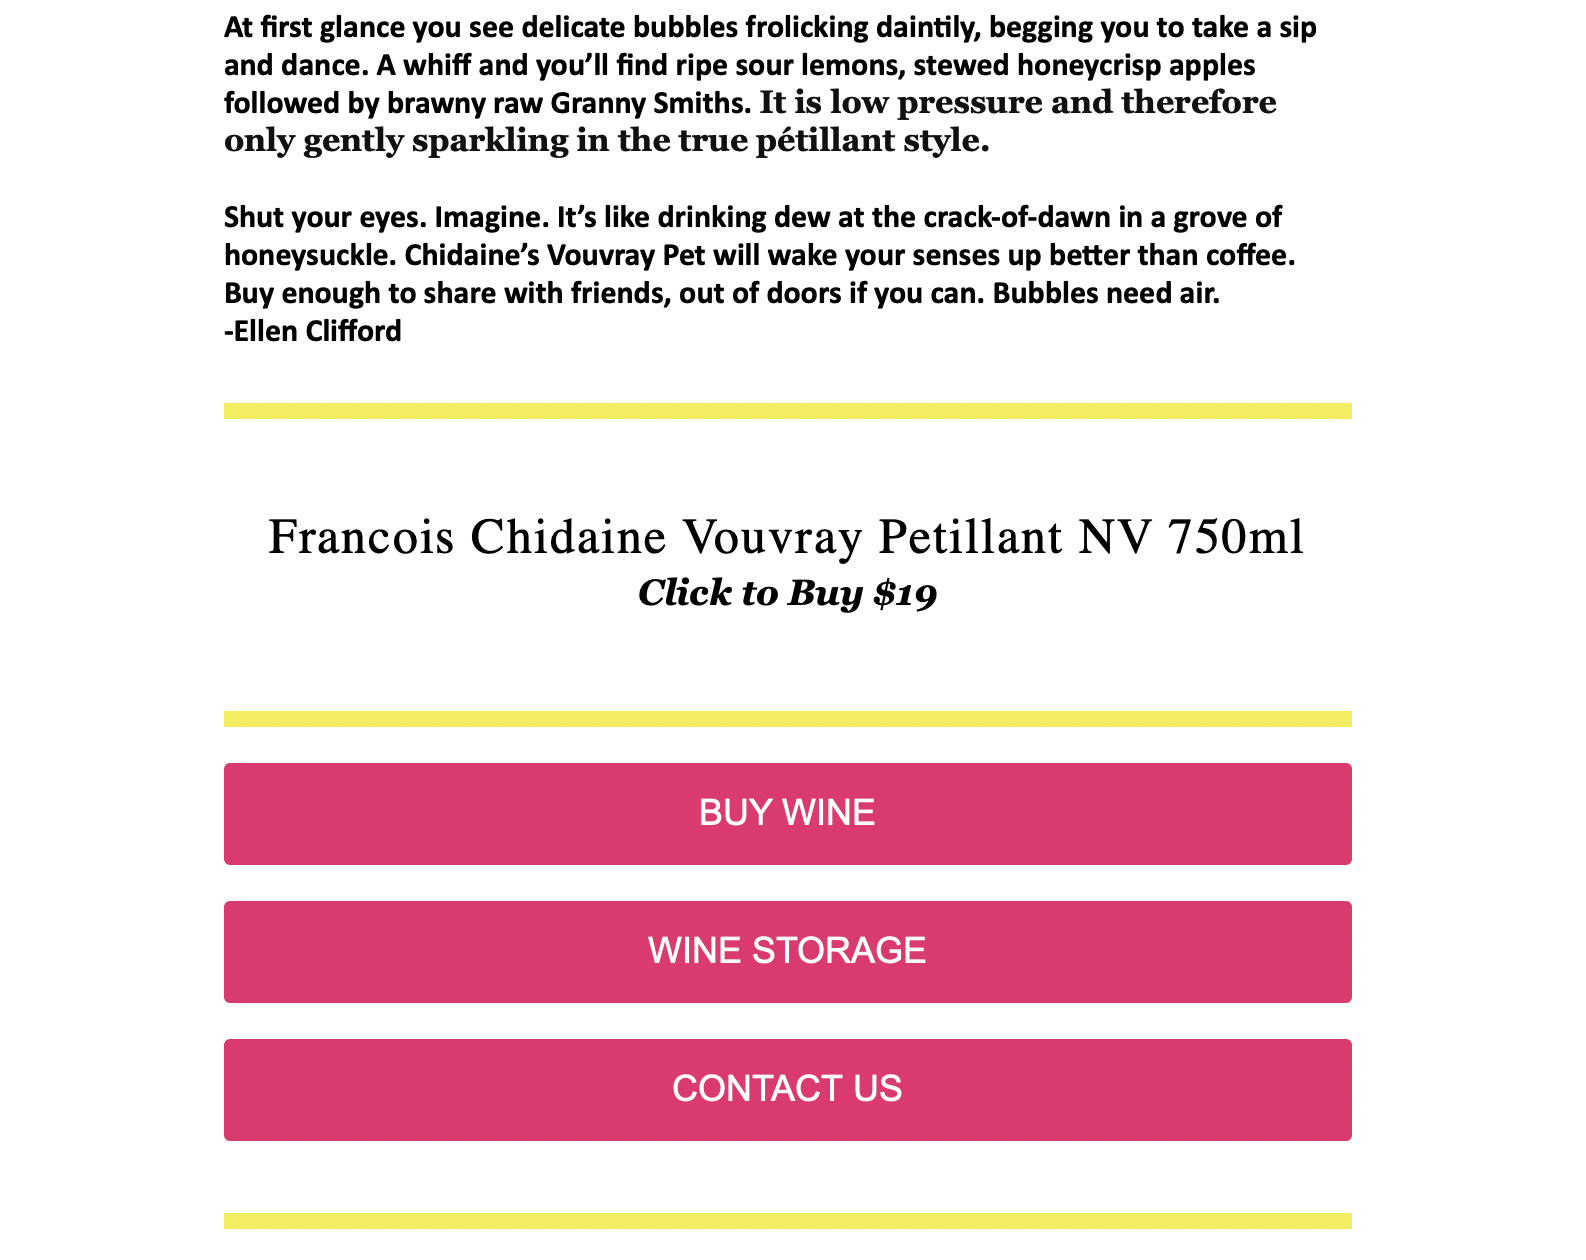 At first glance you see delicate bubbles frolicking daintily, begging you to take a sip
and dance. A whiff and you’ll find ripe sour lemons, stewed honeycrisp apples
followed by brawny raw Granny Smiths. It is low pressure and therefore
only gently sparkling in the true pétillant style.
Shut your eyes. Imagine. It’s like drinking dew at the crack-of-dawn in a grove of
honeysuckle. Chidaine’s Vouvray Pet will wake your senses up better than coffee.
Buy enough to share with friends, out of doors if you can. Bubbles need air.
-Ellen Clifford
Francois Chidaine Vouvray Petillant NV 750ml
Click to Buy $19
BUY WINE
WINE STORAGE
CONTACT US